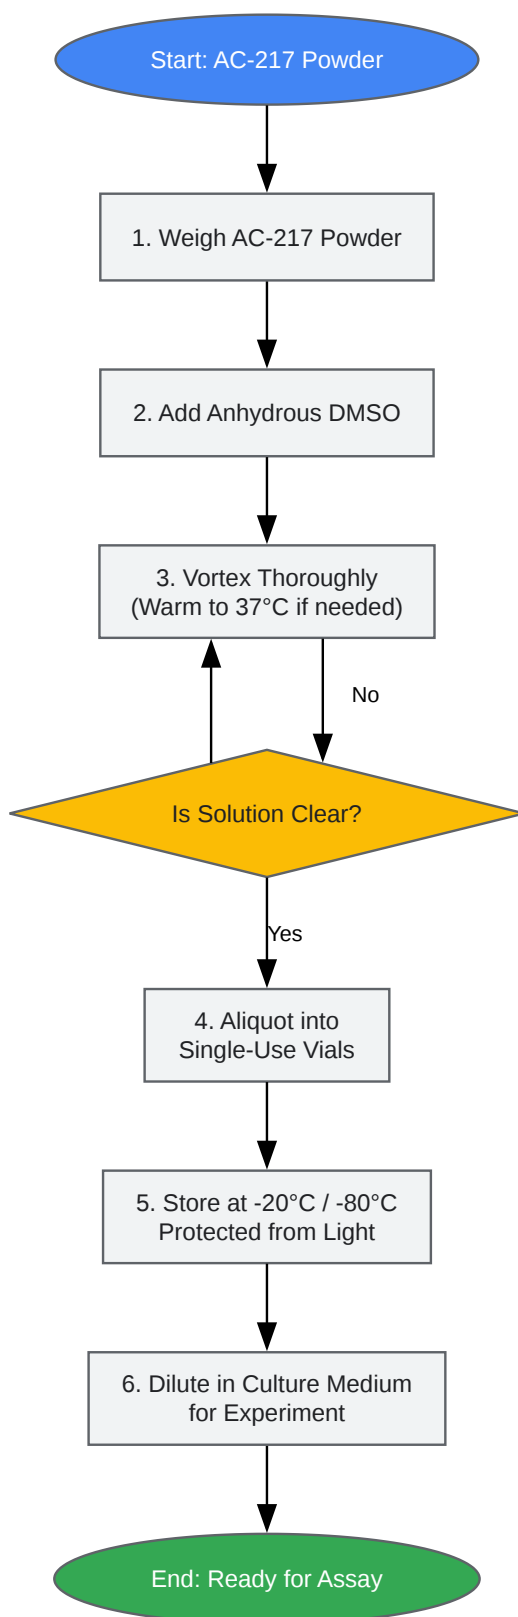 Start: AC-217 Powder
1. Weigh AC-217 Powder
2. Add Anhydrous DMSO
3. Vortex Thoroughly
(Warm to 37°C if needed)
No
Is Solution Clear?
Yes
4. Aliquot into
Single-Use Vials
5. Store at -20°C / -80°C
Protected from Light
6. Dilute in Culture Medium
for Experiment
End: Ready for Assay